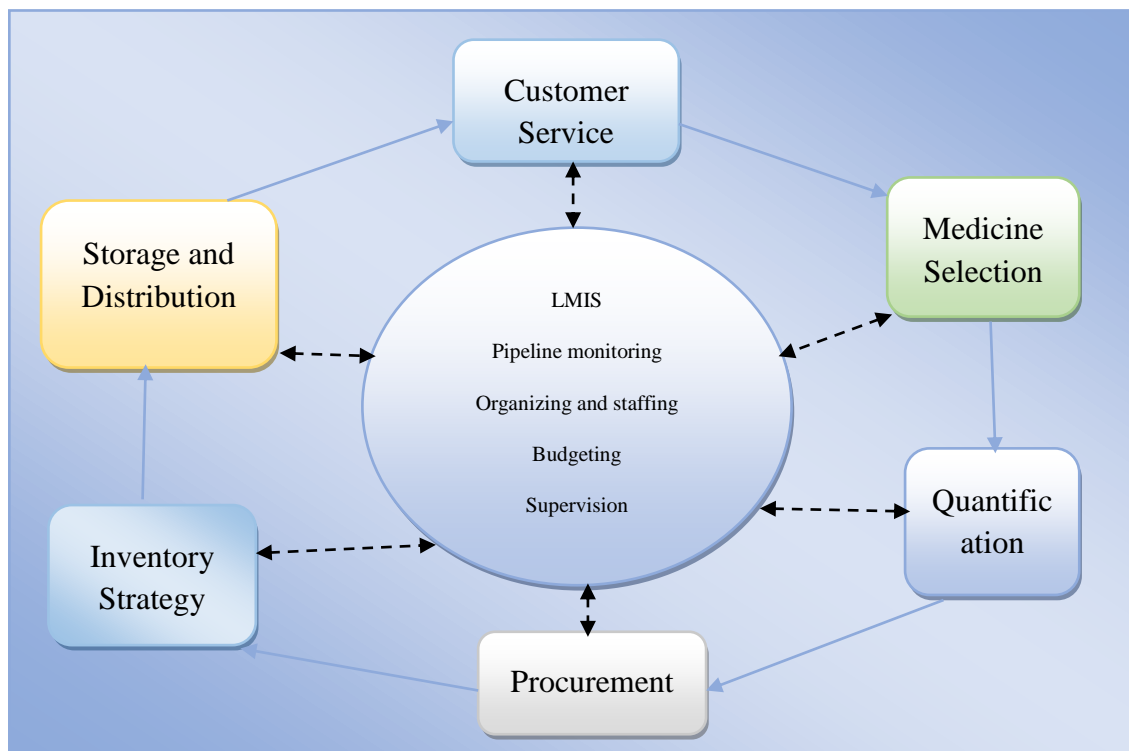 Customer
Service
Medicine
Selection
Storage and
Distribution
LMIS
Pipeline monitoring
Organizing and staffing
Budgeting
Supervision
Quantific
ation
Inventory
Strategy
Procurement